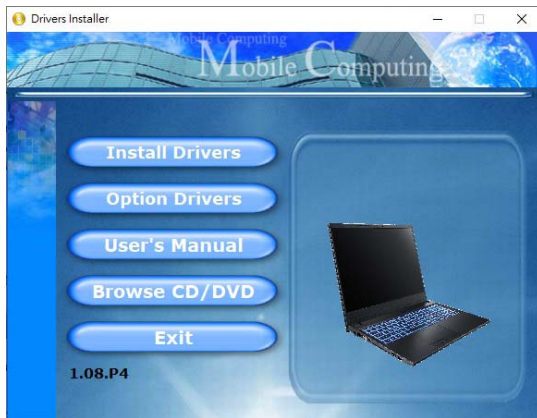 Drivers Installer
Mobile Computing
Mobile Computing
Install Drivers
Option Drivers
User's Manual
Browse CD/DVD
Exit
1.08.P4